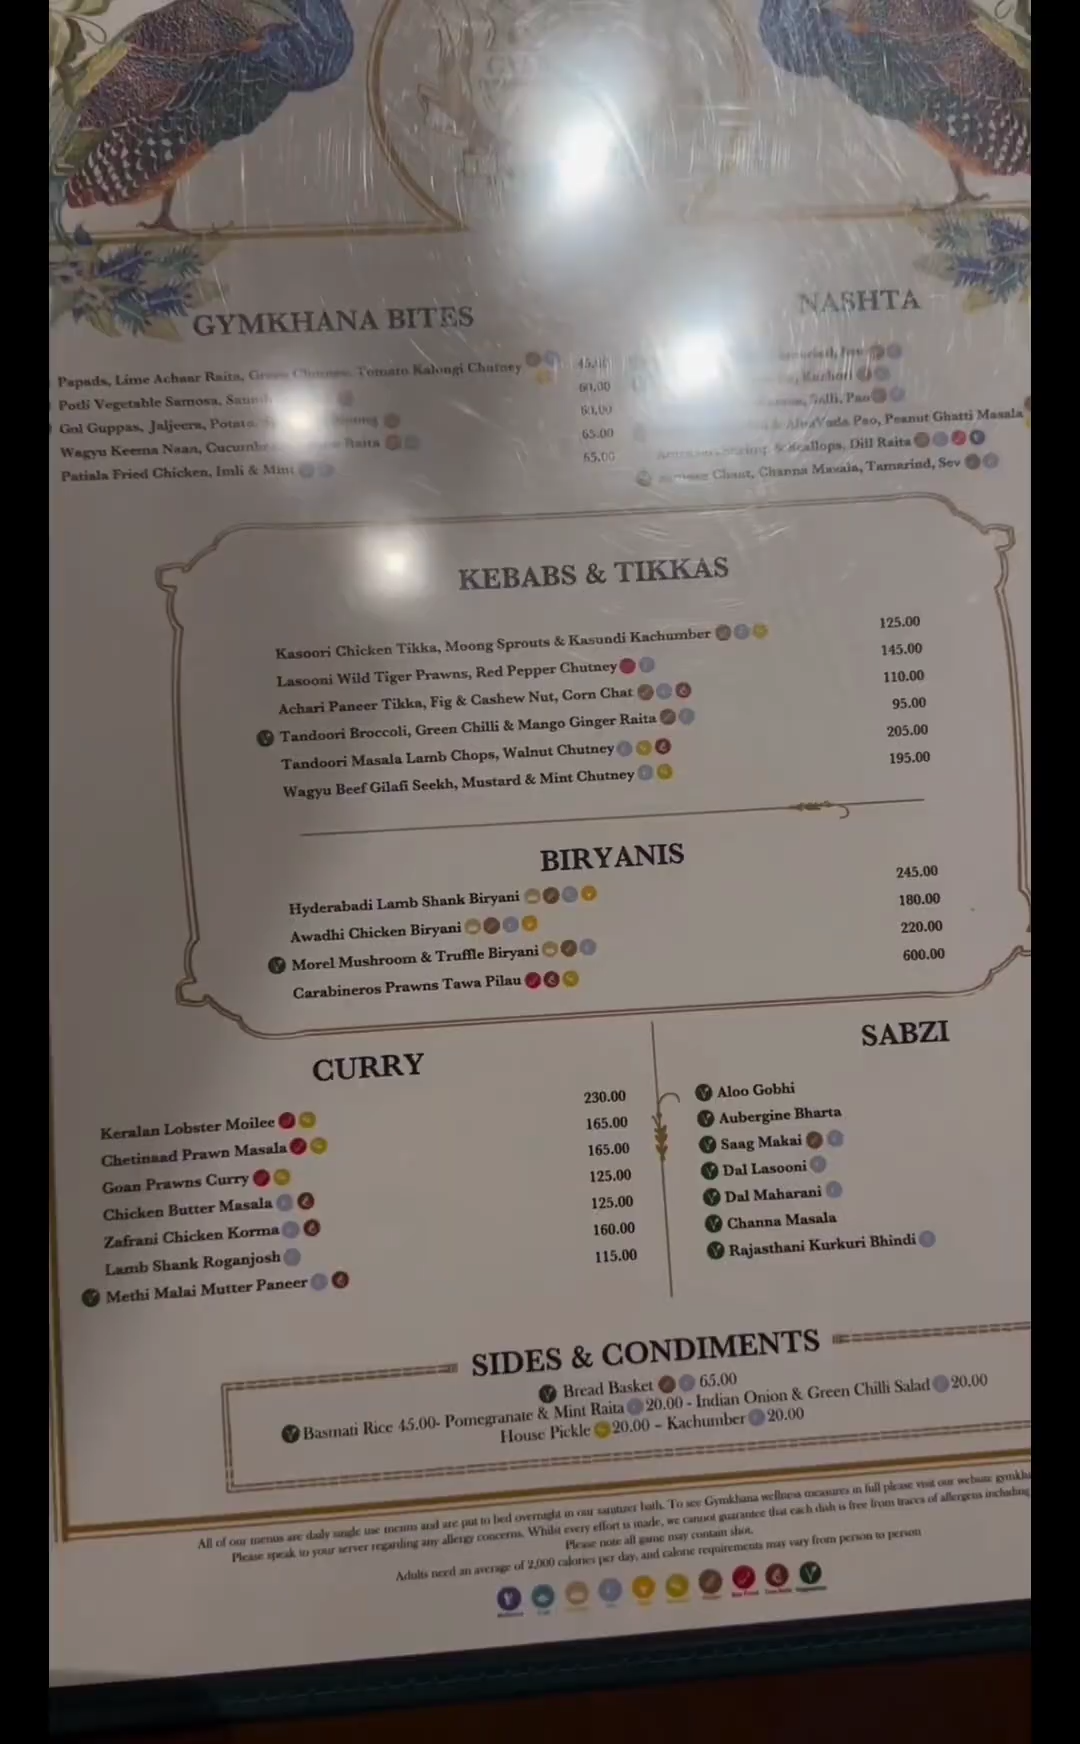 GYMKHANA BITES
Papads, Lime Achaar Raita, Green Chutney, Tomato Kalongi Chutney 45.00
Potli Vegetable Samosa, 60.00
Gol Guppas, Jaljeera, Potato, 60.00
Wagyu Keema Naan, Cucumber Raita 65.00
Patiala Fried Chicken, Imli & Mint 65.00
NASHTA
Kachori
Salli, Pao
Vada Pao, Peanut Ghatti Masala
Scallops, Dill Raita
Chaat, Channa Masala, Tamarind, Sev
KEBABS & TIKKAS
Kasoori Chicken Tikka, Moong Sprouts & Kasundi Kachumber 125.00
Lasooni Wild Tiger Prawns, Red Pepper Chutney 145.00
Achari Paneer Tikka, Fig & Cashew Nut, Corn Chat 110.00
V Tandoori Broccoli, Green Chilli & Mango Ginger Raita 95.00
Tandoori Masala Lamb Chops, Walnut Chutney 205.00
Wagyu Beef Gilafi Seekh, Mustard & Mint Chutney 195.00
BIRYANIS
Hyderabadi Lamb Shank Biryani 245.00
Awadhi Chicken Biryani 180.00
V Morel Mushroom & Truffle Biryani 220.00
Carabineros Prawns Tawa Pilau 600.00
CURRY
Keralan Lobster Moilee 230.00
Chetinaad Prawn Masala 165.00
Goan Prawns Curry 165.00
Chicken Butter Masala 125.00
Zafrani Chicken Korma 125.00
Lamb Shank Roganjosh 160.00
V Methi Malai Mutter Paneer 115.00
SABZI
V Aloo Gobhi
V Aubergine Bharta
V Saag Makai
V Dal Lasooni
V Dal Maharani
V Channa Masala
V Rajasthani Kurkuri Bhindi
SIDES & CONDIMENTS
V Bread Basket 65.00
V Basmati Rice 45.00- Pomegranate & Mint Raita 20.00 - Indian Onion & Green Chilli Salad 20.00
House Pickle 20.00 – Kachumber 20.00
All of our menus are daily single use menus and are put to bed overnight in our sanitizer bath. To see Gymkhana wellness measures in full please visit our website
Please speak to your server regarding any allergy concerns. Whilst every effort is made, we cannot guarantee that each dish is free from traces of allergens including
Please note all game may contain shot.
Adults need an average of 2,000 calories per day, and calorie requirements may vary from person to person